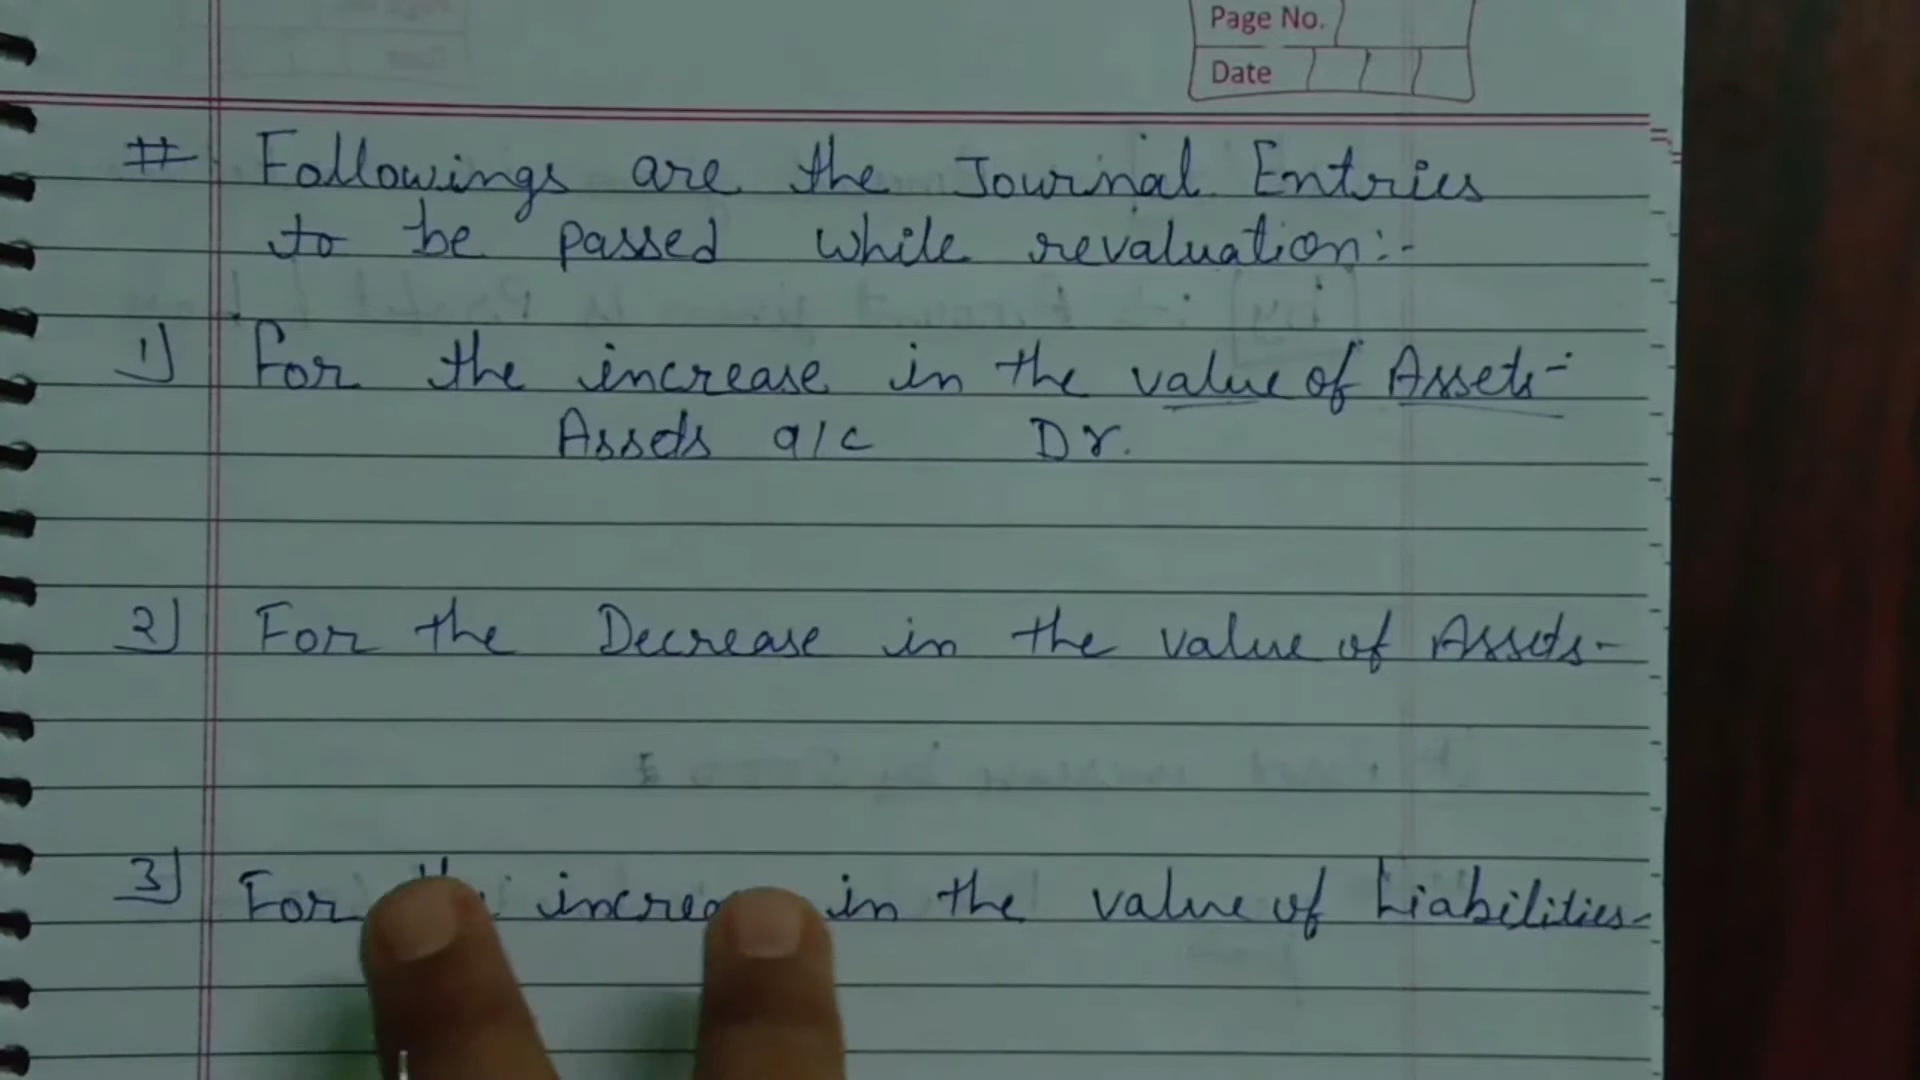 Page No.
Date
# Followings are the Journal Entries
to be passed while revaluation:-
1) For the increase in the value of Assets:-
Assets a/c Dr.
2) For the Decrease in the value of Assets-
3) For in the value of Liabilities-